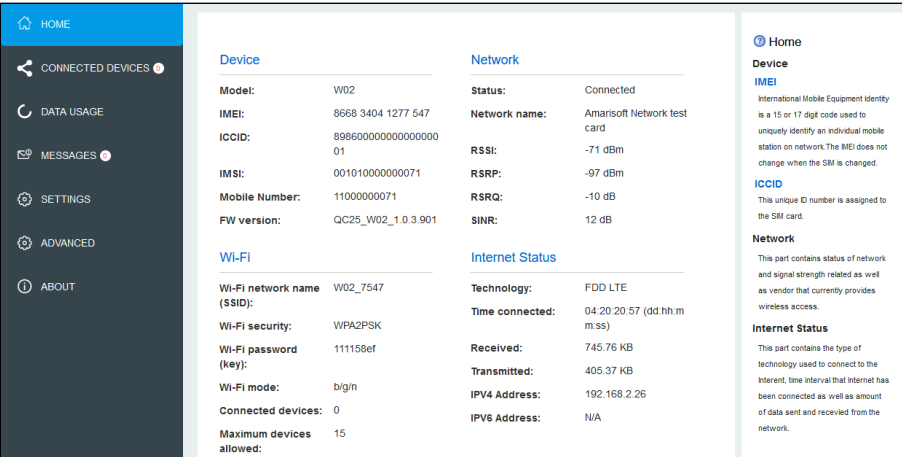 HOME
CONNECTED DEVICES 0
DATA USAGE
MESSAGES 0
SETTINGS
ADVANCED
ABOUT
Device
Model: W02
IMEI: 8668 3404 1277 547
ICCID: 898600000000000000
01
IMSI: 001010000000071
Mobile Number: 11000000071
FW version: QC25_W02_1.0.3.901
Wi-Fi
Wi-Fi network name W02_7547
(SSID):
Wi-Fi security: WPA2PSK
Wi-Fi password 111158ef
(key):
Wi-Fi mode: b/g/n
Connected devices: 0
Maximum devices 15
allowed:
Network
Status: Connected
Network name: Amarisoft Network test
card
RSSI: -71 dBm
RSRP: -97 dBm
RSRQ: -10 dB
SINR: 12 dB
Internet Status
Technology: FDD LTE
Time connected: 04:20:20:57 (dd:hh:m
m:ss)
Received: 745.76 KB
Transmitted: 405.37 KB
IPV4 Address: 192.168.2.26
IPV6 Address: N/A
? Home
Device
IMEI
International Mobile Equipment Identity
is a 15 or 17 digit code used to
uniquely identify an individual mobile
station on network.The IMEI does not
change when the SIM is changed.
ICCID
This unique ID number is assigned to
the SIM card.
Network
This part contains status of network
and signal strength related as well
as vendor that currently provides
wireless access.
Internet Status
This part contains the type of
technology used to connect to the
Interent, time interval that Internet has
been connected as well as amount
of data sent and recevied from the
network.